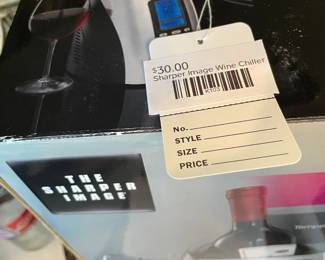 $30.00
Sharper Image Wine Chiller
No.
STYLE
SIZE
PRICE
THE
SHARPER
IMAGE